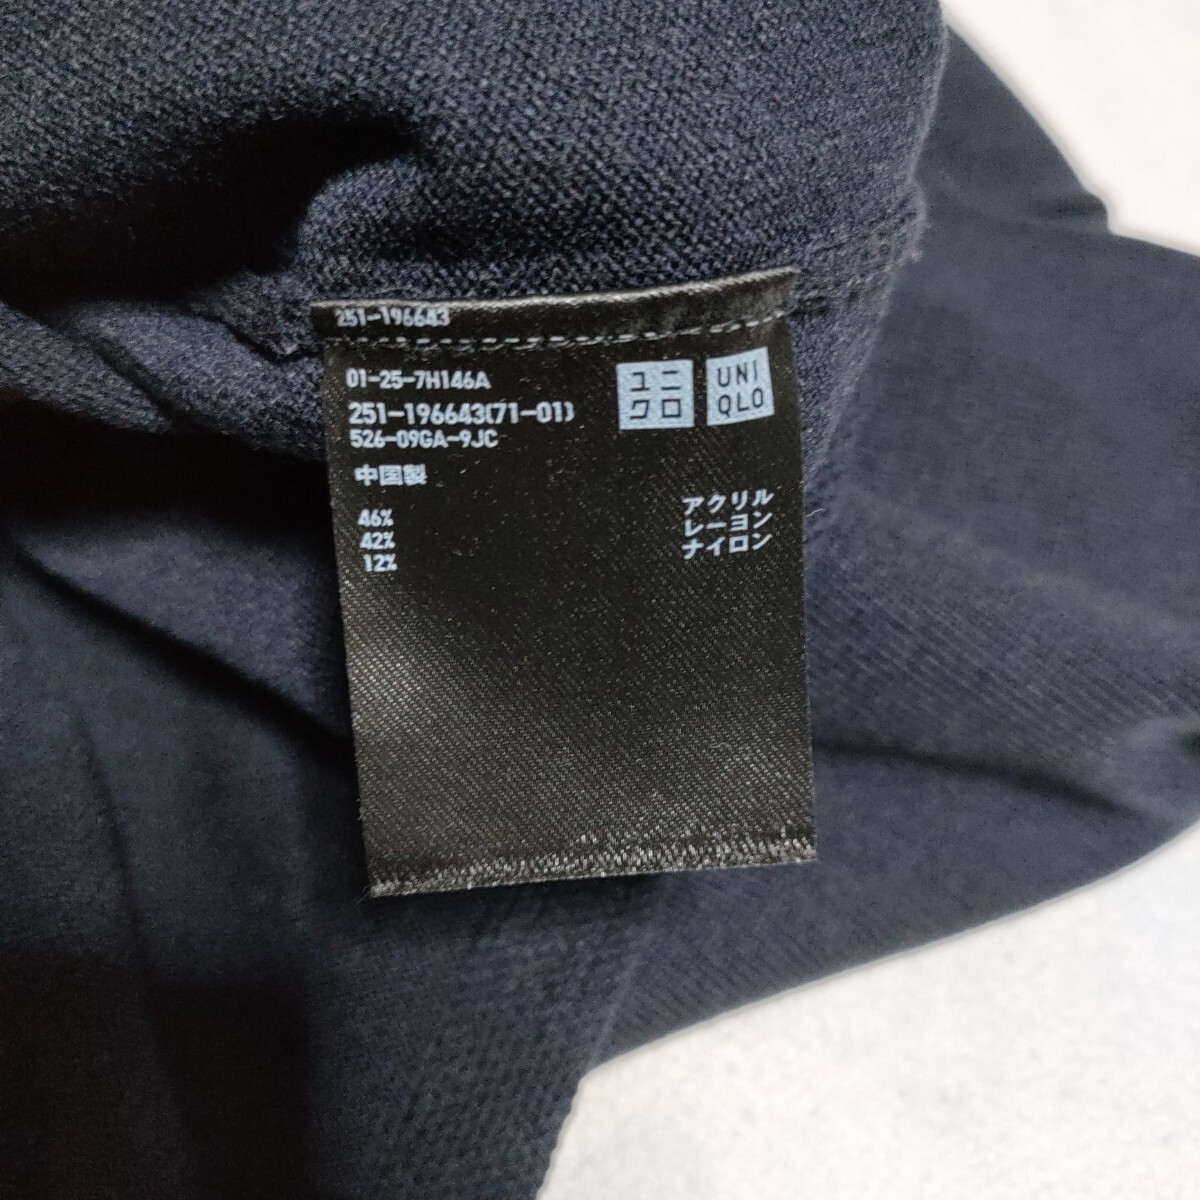 251-196643
01-25-7H146A
251-196643(71-01)
526-09GA-9JC
中国製
ユニ
クロ
UNI
QLO
46% アクリル
42% レーヨン
12% ナイロン